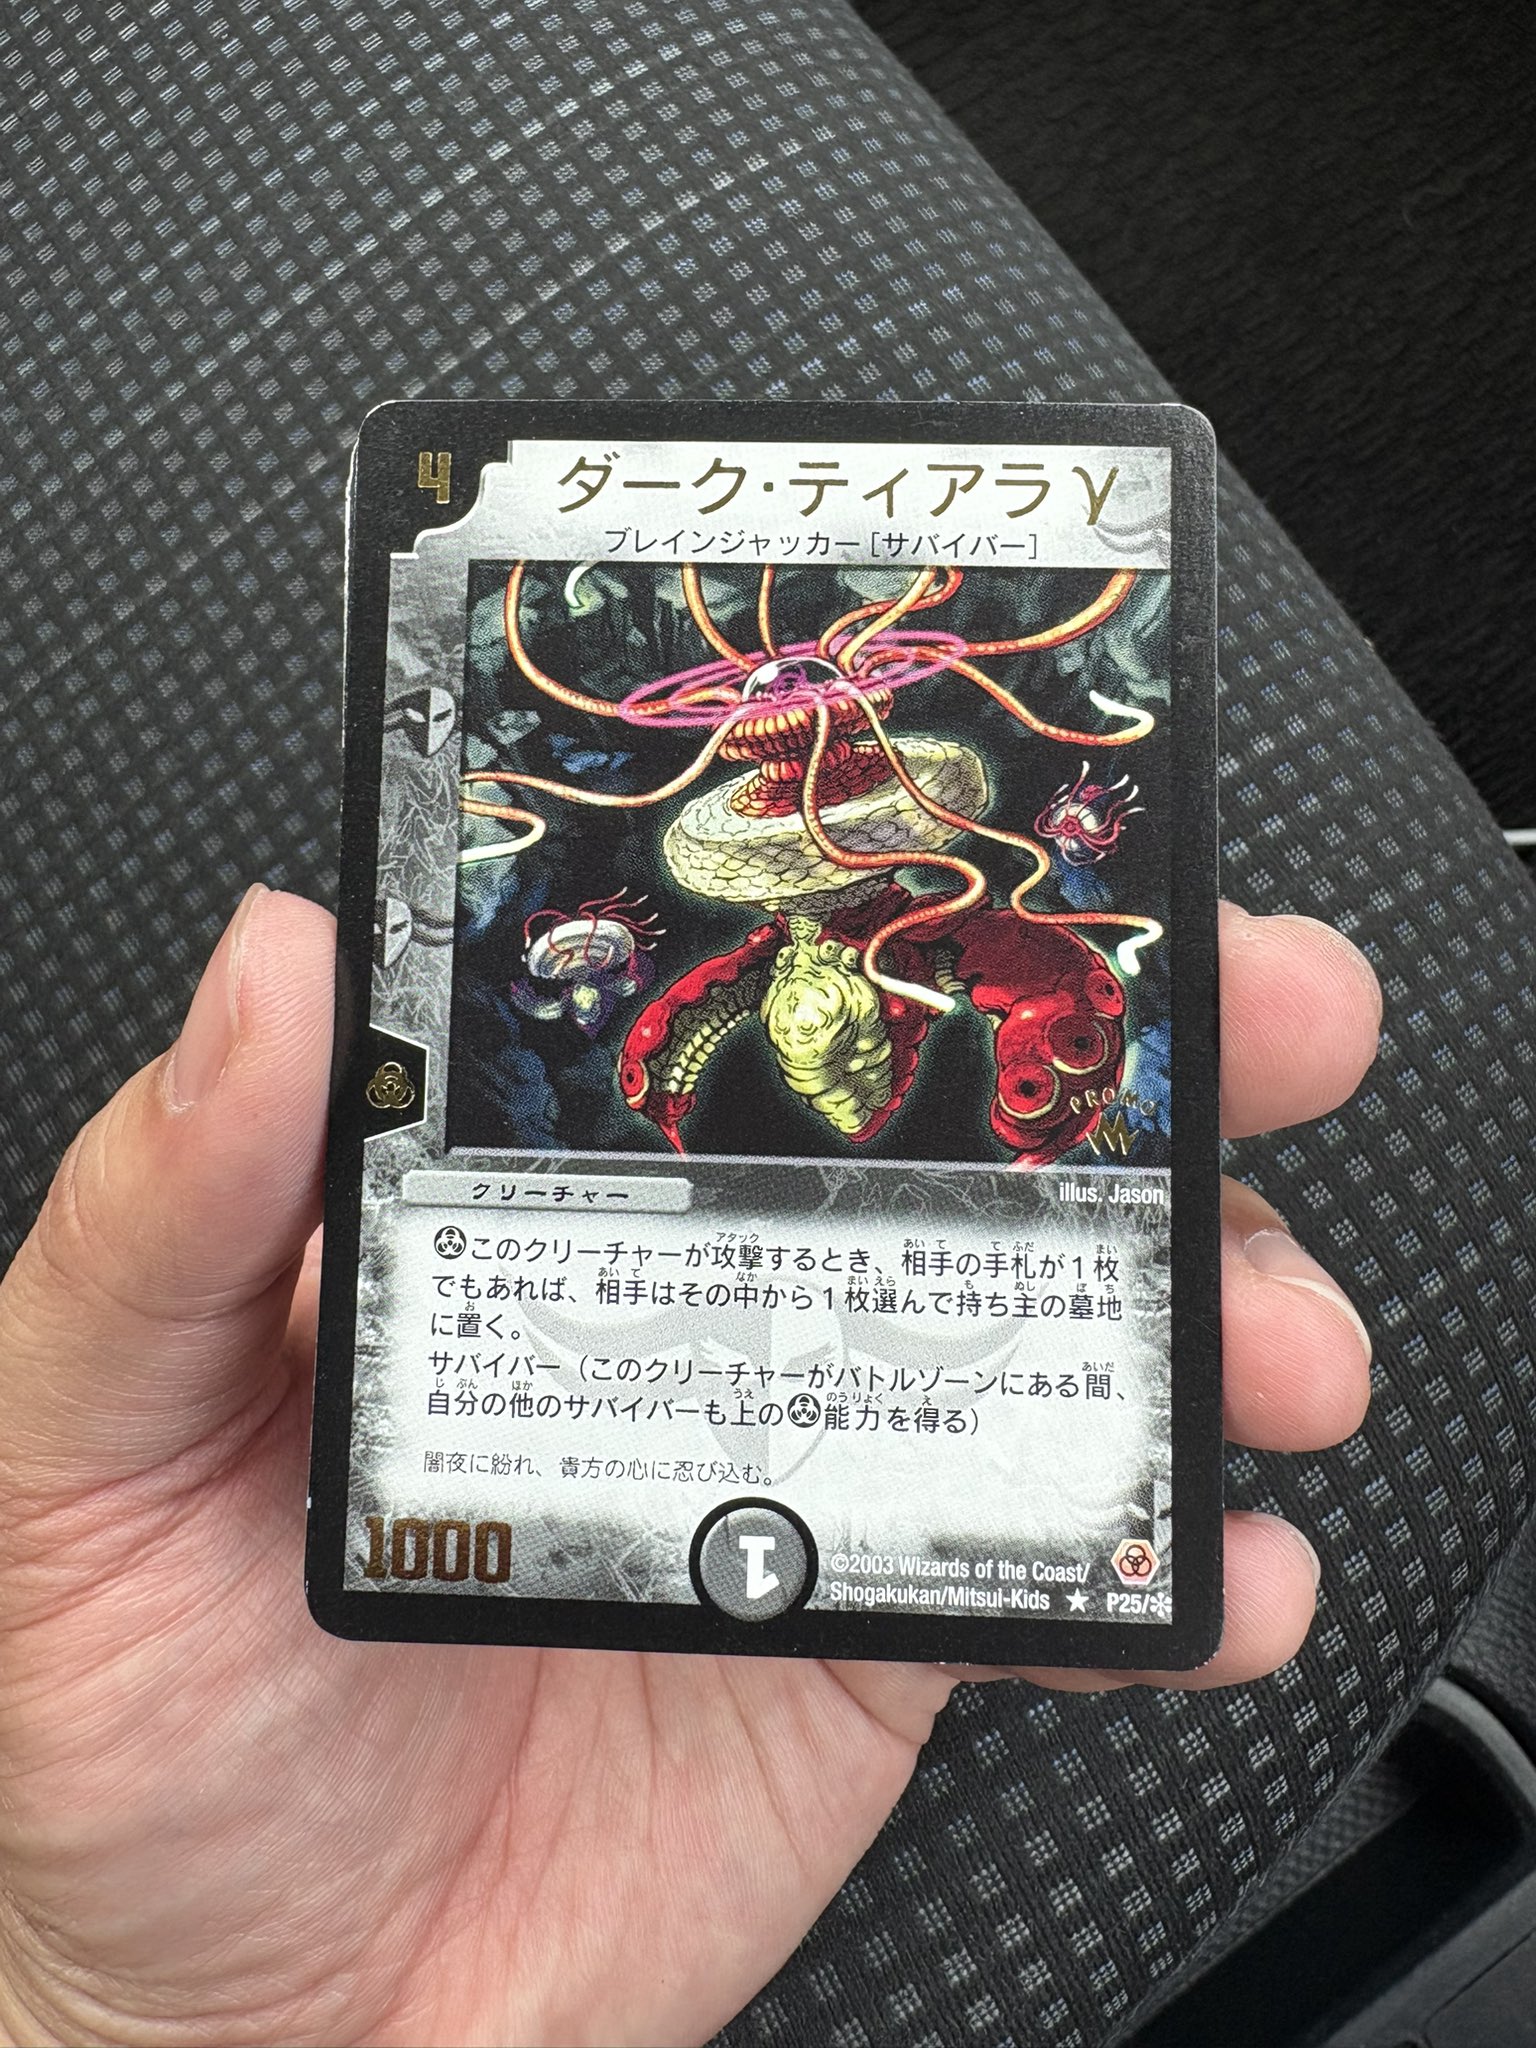 4
ダーク・ティアラγ
ブレインジャッカー[サバイバー]
PROMO
クリーチャー
illus. Jason
このクリーチャーが攻撃するとき、相手の手札が1枚
でもあれば、相手はその中から1枚選んで持ち主の墓地
に置く。
サバイバー（このクリーチャーがバトルゾーンにある間、
自分の他のサバイバーも上の能力を得る）
闇夜に紛れ、貴方の心に忍び込む。
1000
1
©2003 Wizards of the Coast/
Shogakukan/Mitsui-Kids ★ P25/✻